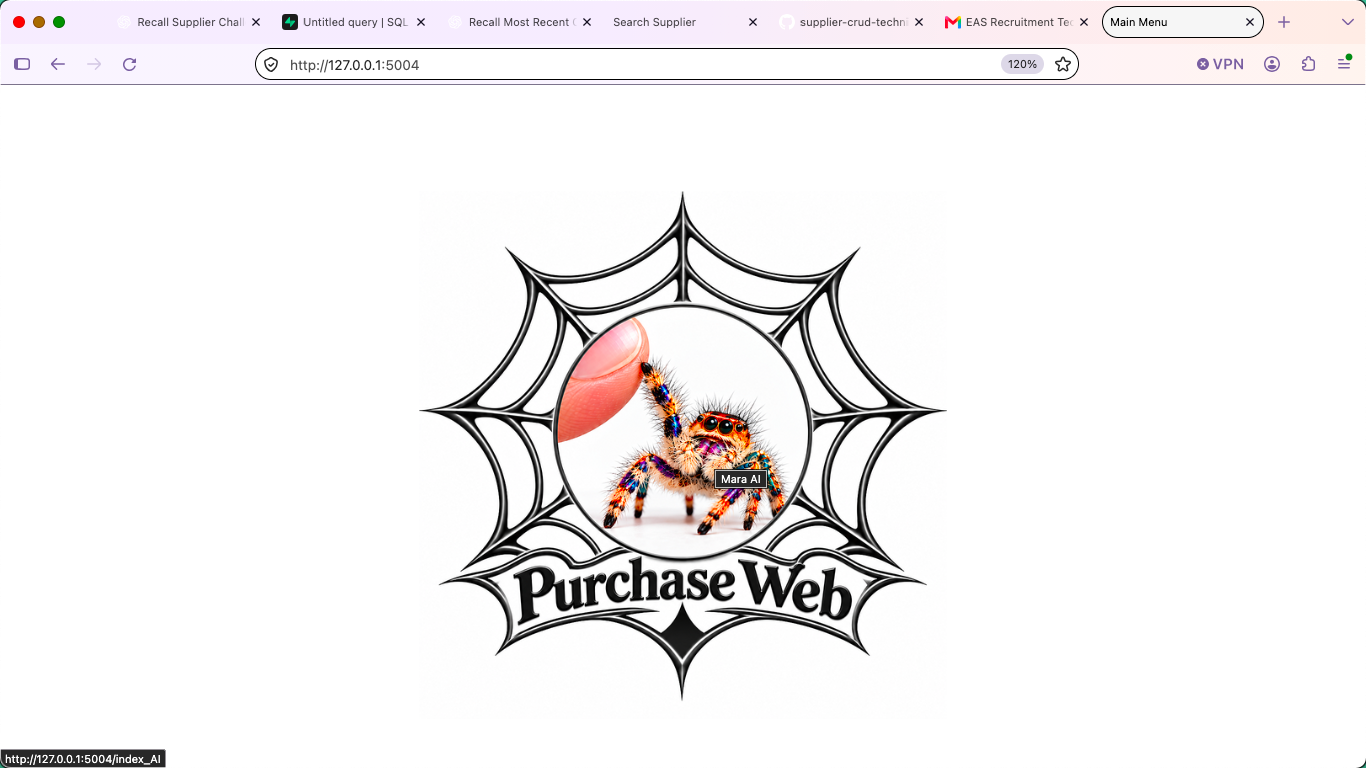 Recall Supplier Chall
Untitled query | SQL
Recall Most Recent C
Search Supplier
supplier-crud-techni
EAS Recruitment Tec
Main Menu
http://127.0.0.1:5004
120%
VPN
Mara AI
Purchase Web
http://127.0.0.1:5004/index_AI